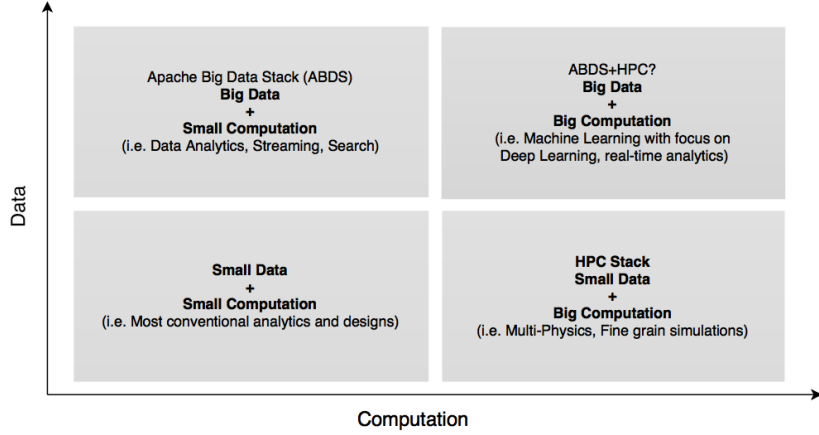 Apache Big Data Stack (ABDS)
Big Data
+
Small Computation
(i.e. Data Analytics, Streaming, Search)
ABDS+HPC?
Big Data
+
Big Computation
(i.e. Machine Learning with focus on
Deep Learning, real-time analytics)
Data
Small Data
+
Small Computation
(i.e. Most conventional analytics and designs)
HPC Stack
Small Data
+
Big Computation
(i.e. Multi-Physics, Fine grain simulations)
Computation